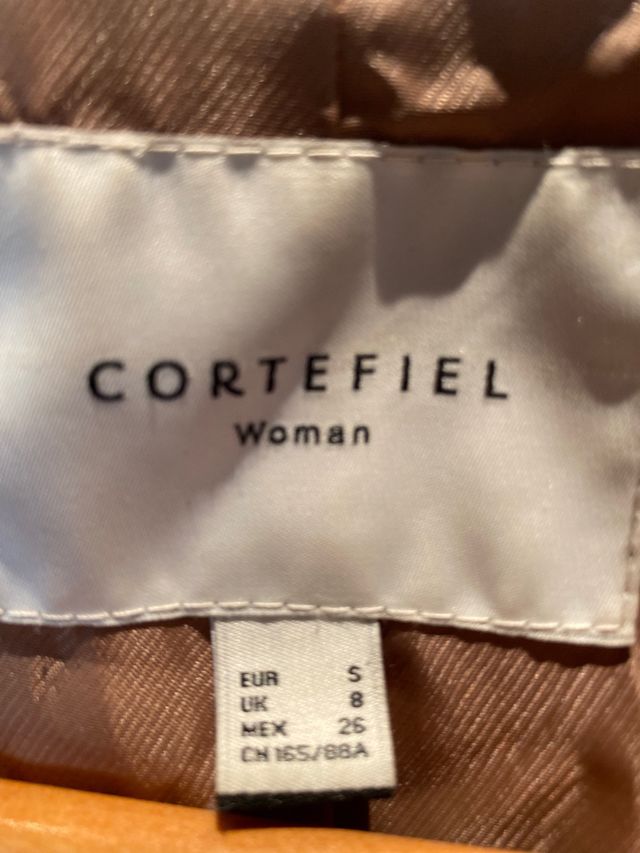 CORTEFIEL
Woman
EUR S
UK 8
MEX 26
CH 165/88A